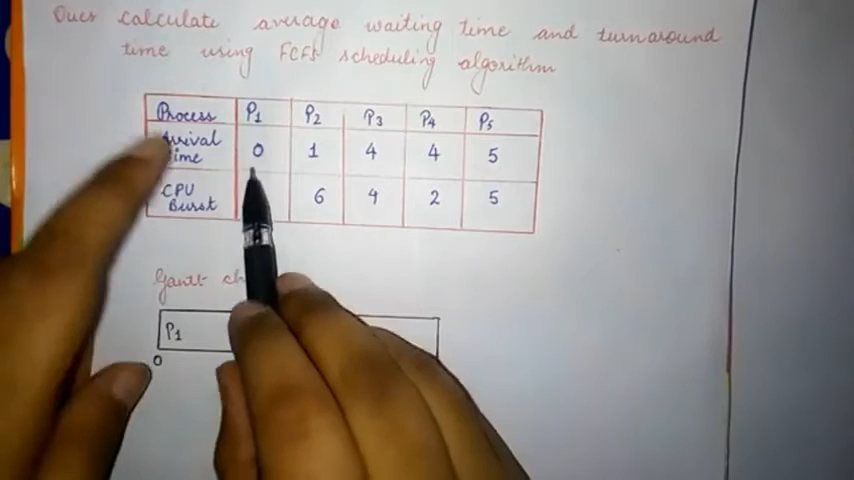 Ques calculate average waiting time and turnaround
time using FCFS scheduling algorithm
Process P1 P2 P3 P4 P5
Arrival Time 0 1 4 4 5
CPU Burst 6 4 2 5
Gantt
P1
0